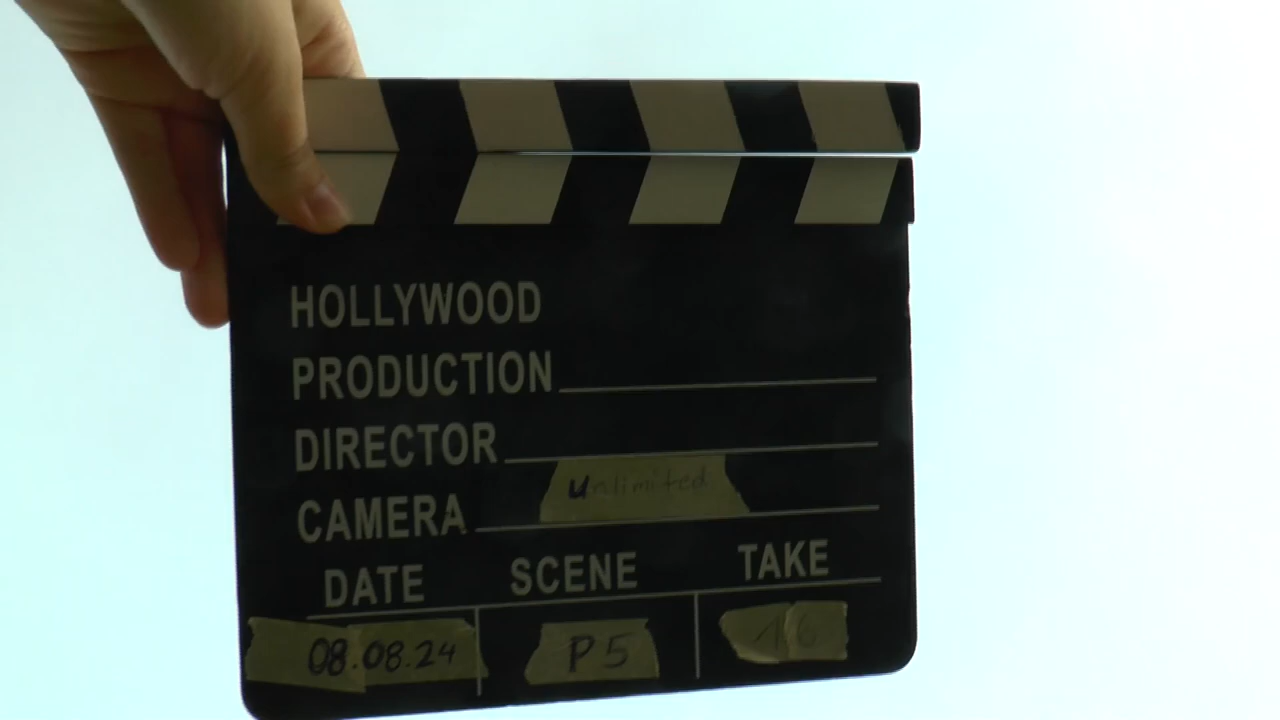 HOLLYWOOD
PRODUCTION
DIRECTOR
Unlimited
CAMERA
DATE SCENE TAKE
08.08.24 P5 16